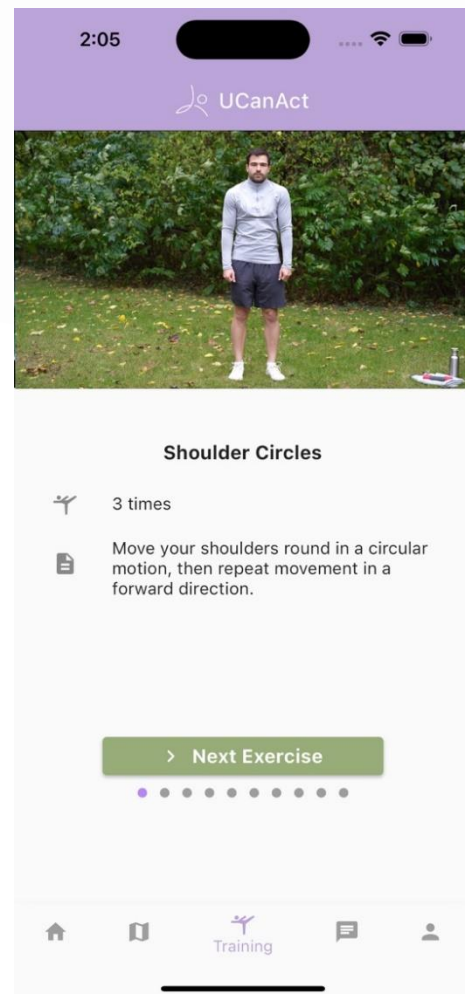 2:05
UCanAct
Shoulder Circles
3 times
Move your shoulders round in a circular
motion, then repeat movement in a
forward direction.
Next Exercise
Training